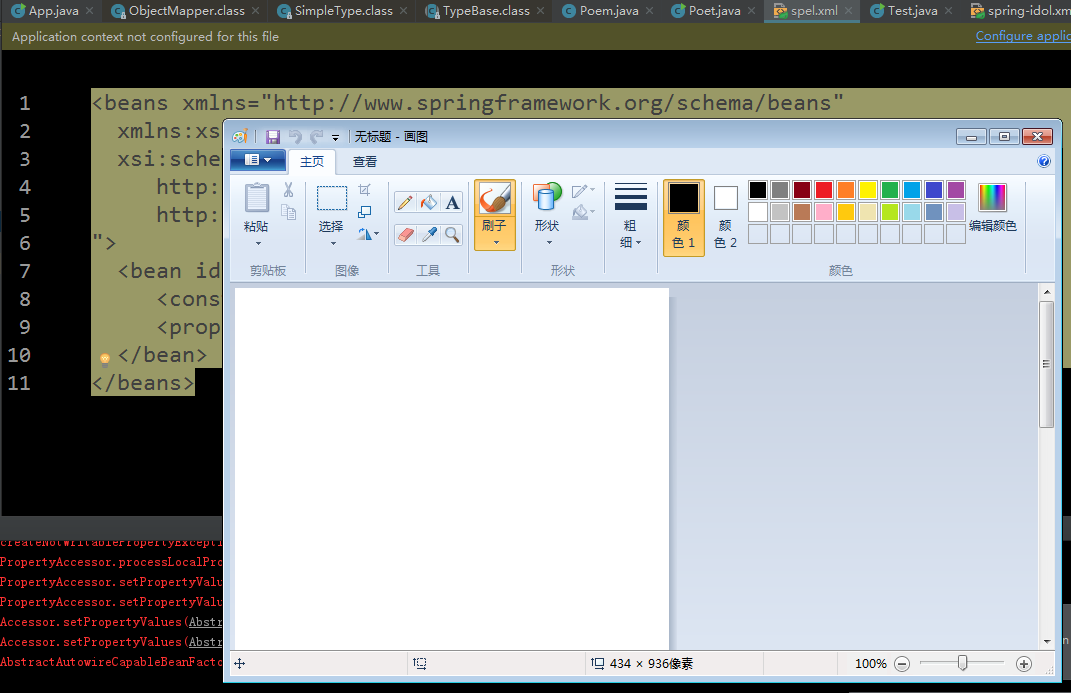 App.java ObjectMapper.class SimpleType.class TypeBase.class Poem.java Poet.java spel.xml Test.java spring-idol.xm
Application context not configured for this file Configure applic
1 <beans xmlns="http://www.springframework.org/schema/beans"
2 xmlns:xs
3 xsi:sche
4 http:
5 http:
6 ">
7 <bean id
8 <cons
9 <prop
10 </bean>
11 </beans>
无标题 - 画图
主页 查看
粘贴
剪贴板
选择
图像
A
工具
刷子
形状
形状
粗
细
颜
色 1
颜
色 2
编辑颜色
颜色
createNotWritablePropertyExcepti
PropertyAccessor.processLocalPro
PropertyAccessor.setPropertyValu
PropertyAccessor.setPropertyValu
Accessor.setPropertyValues(Abstr
Accessor.setPropertyValues(Abstr
AbstractAutowireCapableBeanFacto
434 × 936像素 100%